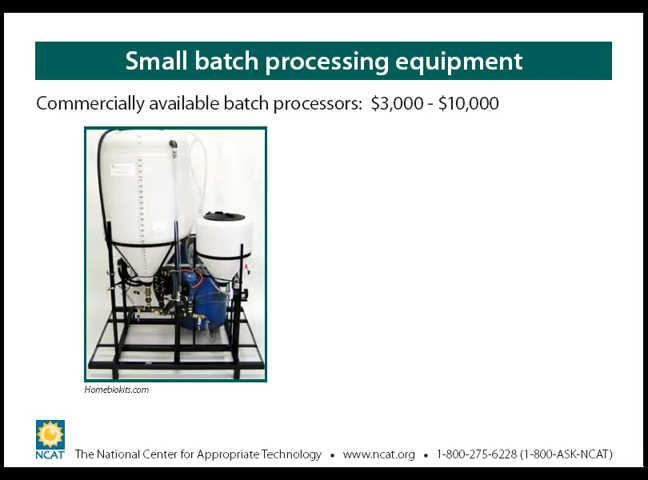 Small batch processing equipment
Commercially available batch processors: $3,000 - $10,000
Homebiokits.com
NCAT
The National Center for Appropriate Technology • www.ncat.org • 1-800-275-6228 (1-800-ASK-NCAT)